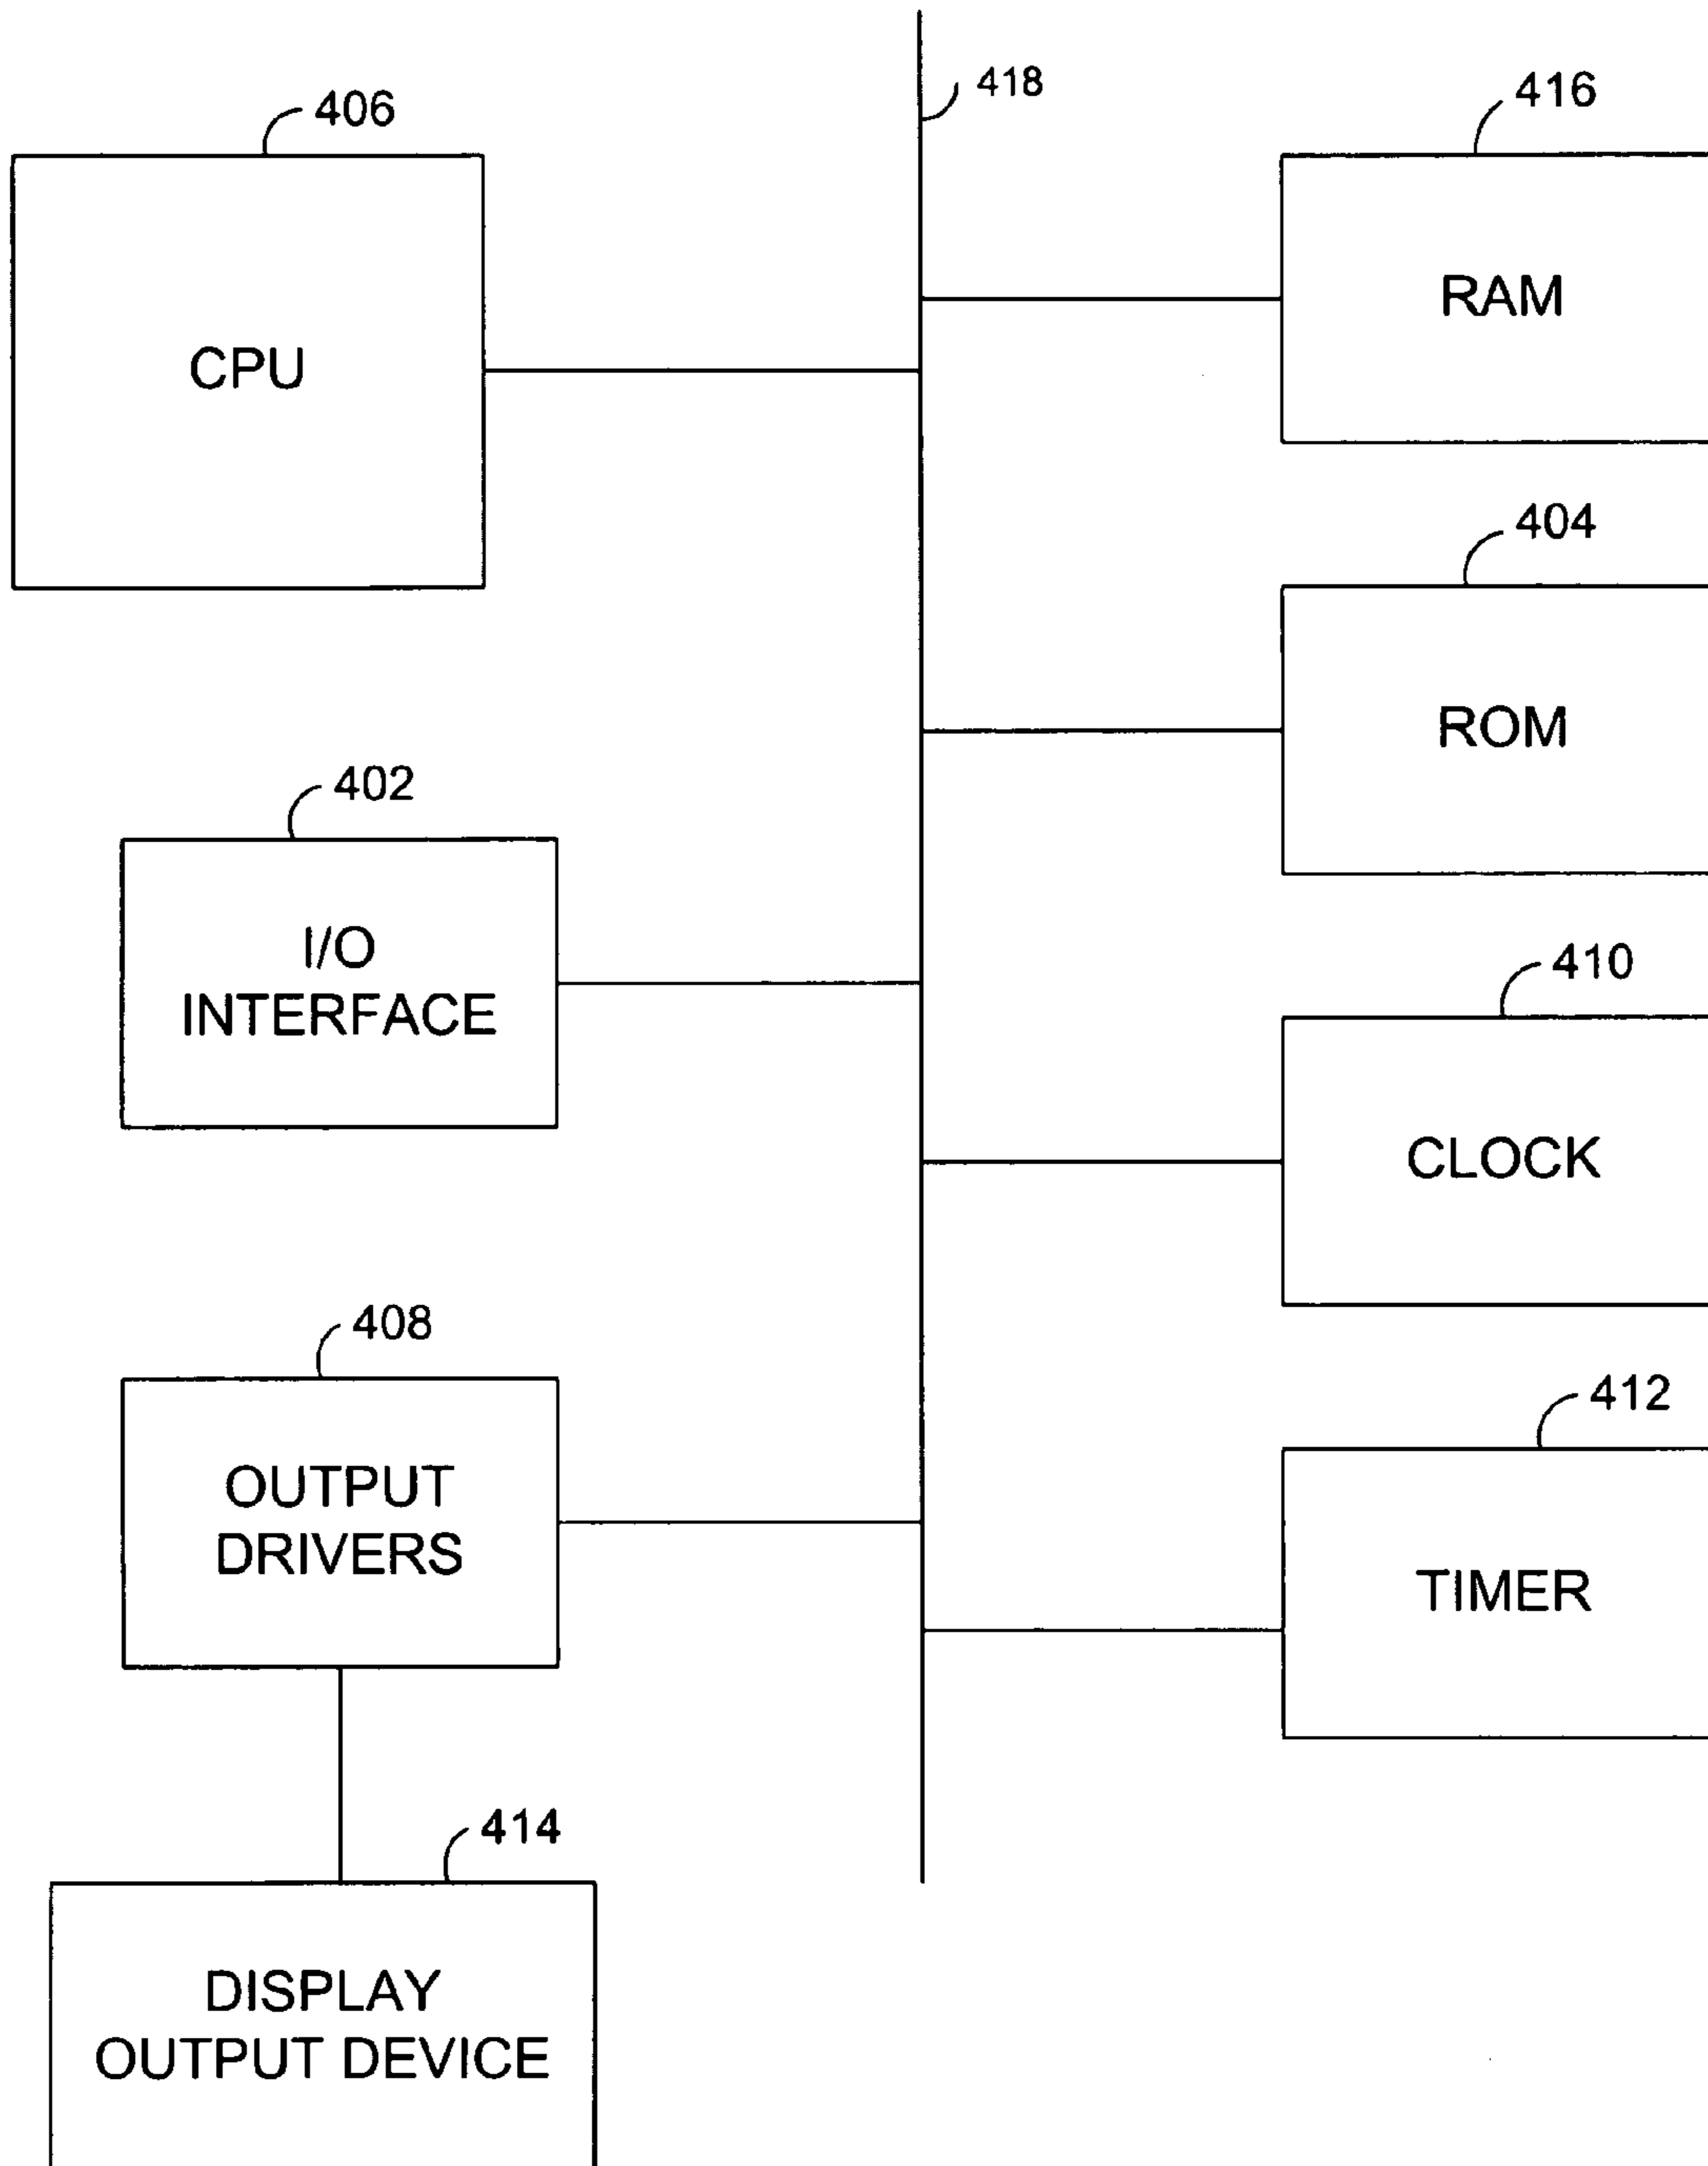 418
406
CPU
416
RAM
404
ROM
402
I/O
INTERFACE
410
CLOCK
408
OUTPUT
DRIVERS
412
TIMER
414
DISPLAY
OUTPUT DEVICE